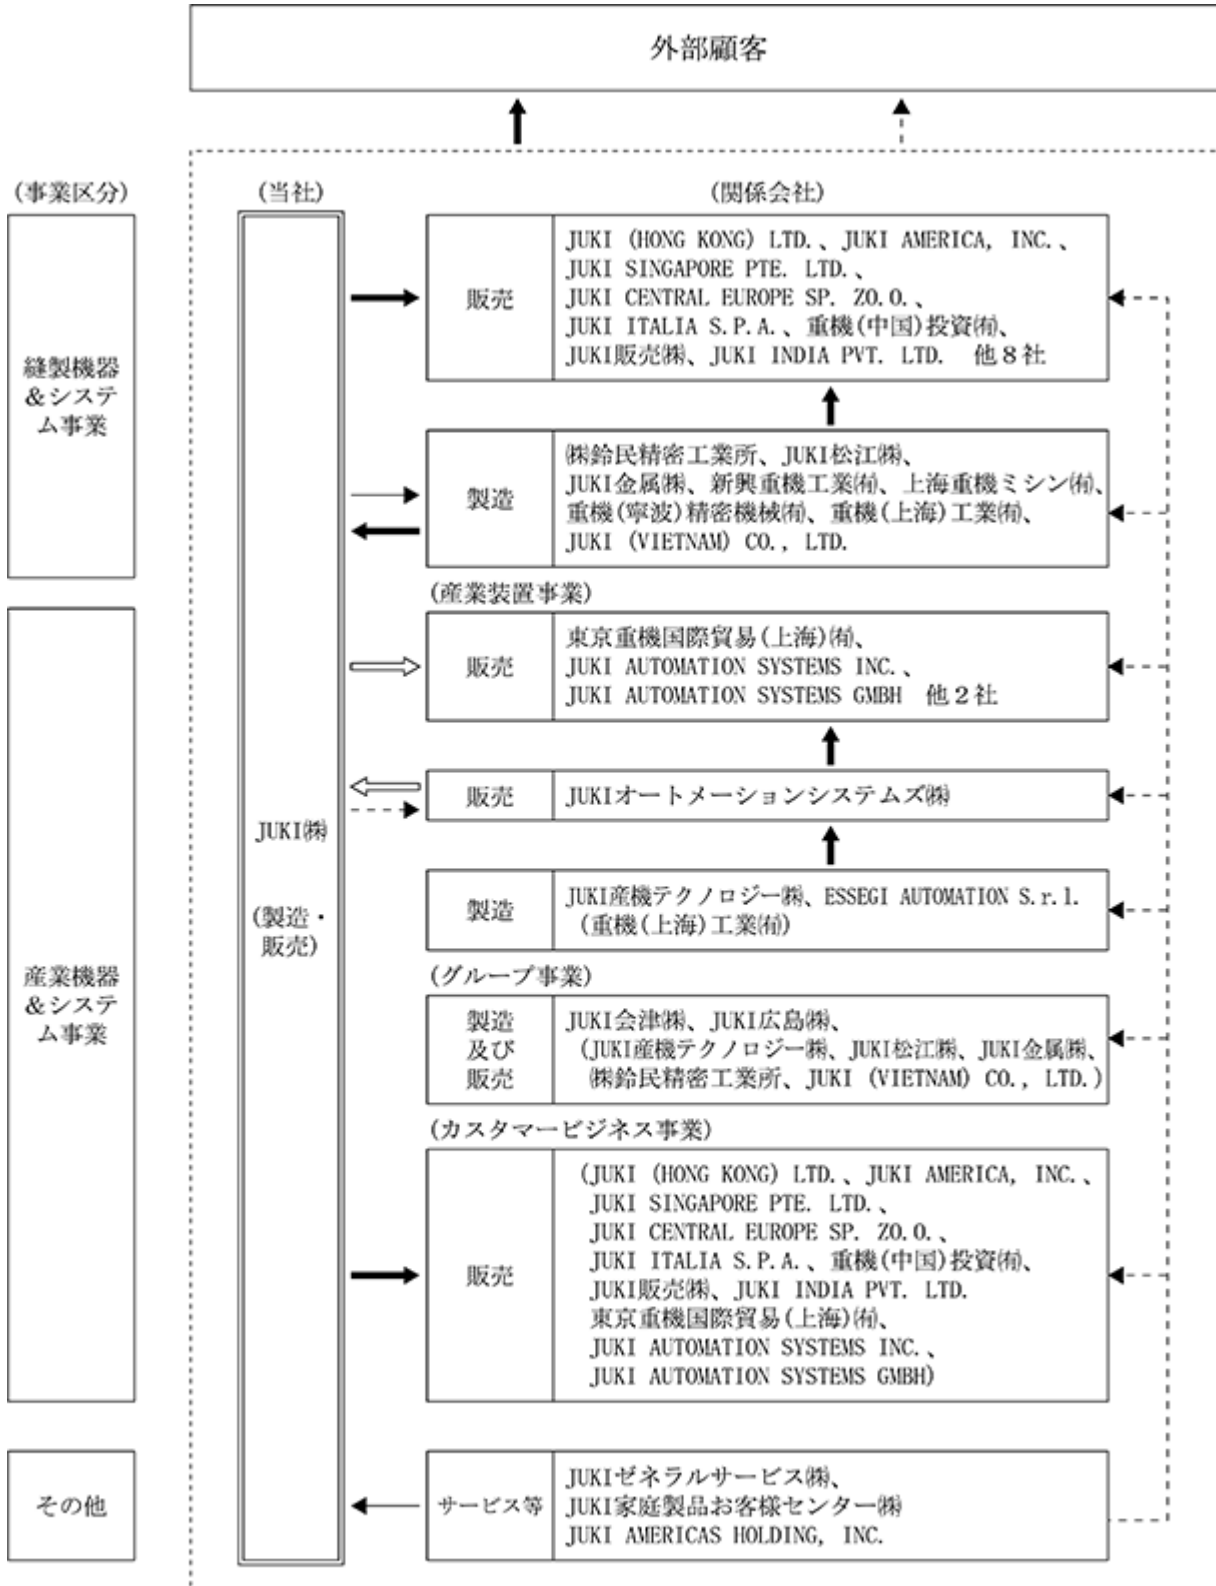 外部顧客
(事業区分)
(当社)
(関係会社)
縫製機器
&システ
ム事業
産業機器
&システ
ム事業
その他
JUKI㈱
(製造・
販売)
販売
JUKI (HONG KONG) LTD.、JUKI AMERICA, INC.、
JUKI SINGAPORE PTE. LTD.、
JUKI CENTRAL EUROPE SP. ZO.O.、
JUKI ITALIA S.P.A.、重機(中国)投資㈲、
JUKI販売㈱、JUKI INDIA PVT. LTD. 他8社
製造
㈱鈴民精密工業所、JUKI松江㈱、
JUKI金属㈱、新興重機工業㈲、上海重機ミシン㈲、
重機(寧波)精密機械㈲、重機(上海)工業㈲、
JUKI (VIETNAM) CO., LTD.
(産業装置事業)
販売
東京重機国際貿易(上海)㈲、
JUKI AUTOMATION SYSTEMS INC.、
JUKI AUTOMATION SYSTEMS GMBH 他2社
販売
JUKIオートメーションシステムズ㈱
製造
JUKI産機テクノロジー㈱、ESSEGI AUTOMATION S.r.l.
(重機(上海)工業㈲)
(グループ事業)
製造
及び
販売
JUKI会津㈱、JUKI広島㈱、
(JUKI産機テクノロジー㈱、JUKI松江㈱、JUKI金属㈱、
㈱鈴民精密工業所、JUKI (VIETNAM) CO., LTD.)
(カスタマービジネス事業)
販売
(JUKI (HONG KONG) LTD.、JUKI AMERICA, INC.、
JUKI SINGAPORE PTE. LTD.、
JUKI CENTRAL EUROPE SP. ZO.O.、
JUKI ITALIA S.P.A.、重機(中国)投資㈲、
JUKI販売㈱、JUKI INDIA PVT. LTD.
東京重機国際貿易(上海)㈲、
JUKI AUTOMATION SYSTEMS INC.、
JUKI AUTOMATION SYSTEMS GMBH)
サービス等
JUKIゼネラルサービス㈱、
JUKI家庭製品お客様センター㈱
JUKI AMERICAS HOLDING, INC.